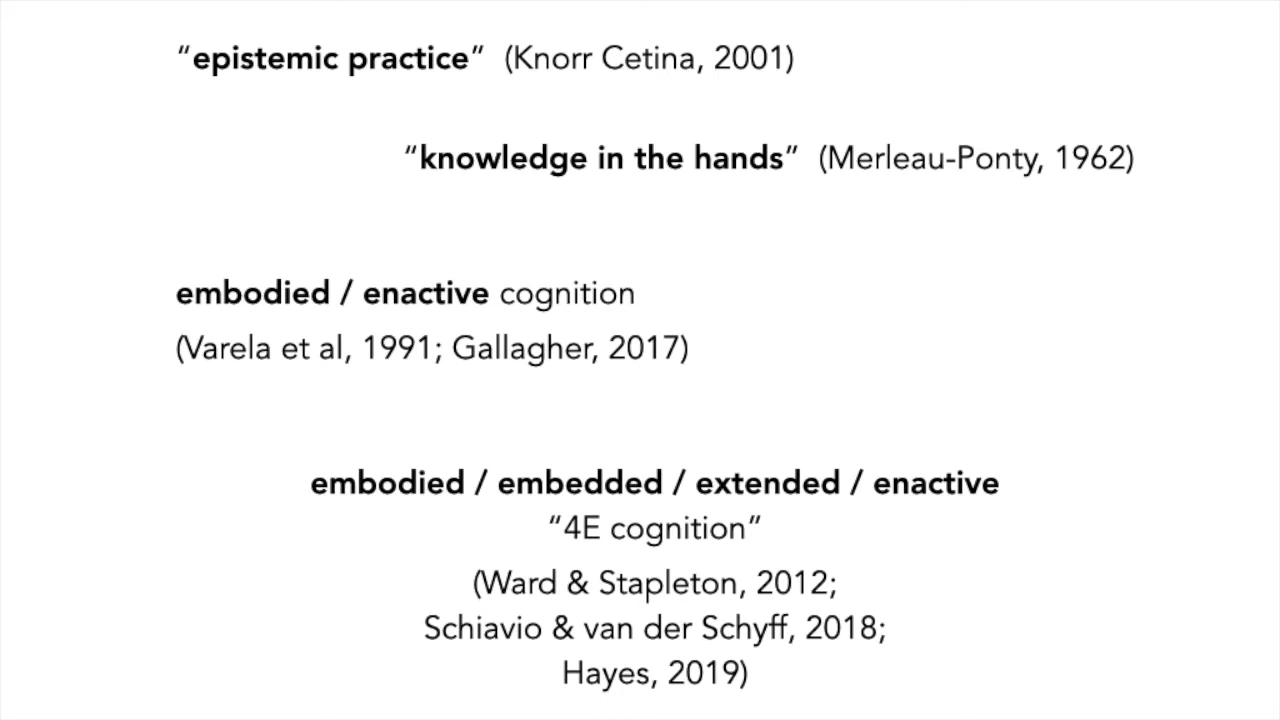 “epistemic practice” (Knorr Cetina, 2001)
“knowledge in the hands” (Merleau-Ponty, 1962)
embodied / enactive cognition
(Varela et al, 1991; Gallagher, 2017)
embodied / embedded / extended / enactive
“4E cognition”
(Ward & Stapleton, 2012;
Schiavio & van der Schyff, 2018;
Hayes, 2019)